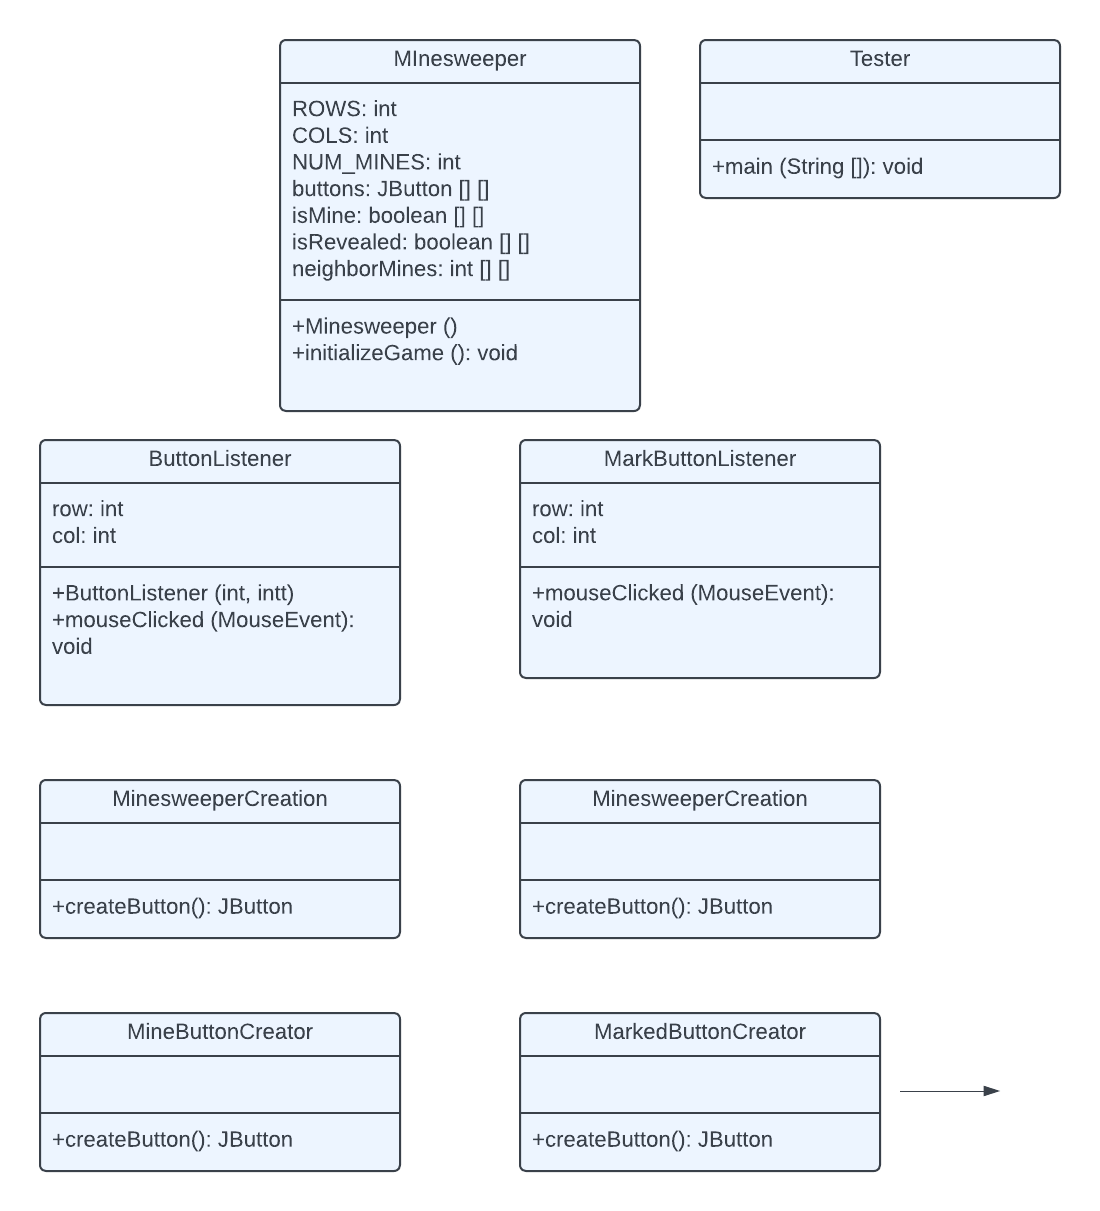 MInesweeper
ROWS: int
COLS: int
NUM_MINES: int
buttons: JButton [] []
isMine: boolean [] []
isRevealed: boolean [] []
neighborMines: int [] []
+Minesweeper ()
+initializeGame (): void
Tester
+main (String []): void
ButtonListener
row: int
col: int
+ButtonListener (int, intt)
+mouseClicked (MouseEvent):
void
MarkButtonListener
row: int
col: int
+mouseClicked (MouseEvent):
void
MinesweeperCreation
+createButton(): JButton
MinesweeperCreation
+createButton(): JButton
MineButtonCreator
+createButton(): JButton
MarkedButtonCreator
+createButton(): JButton